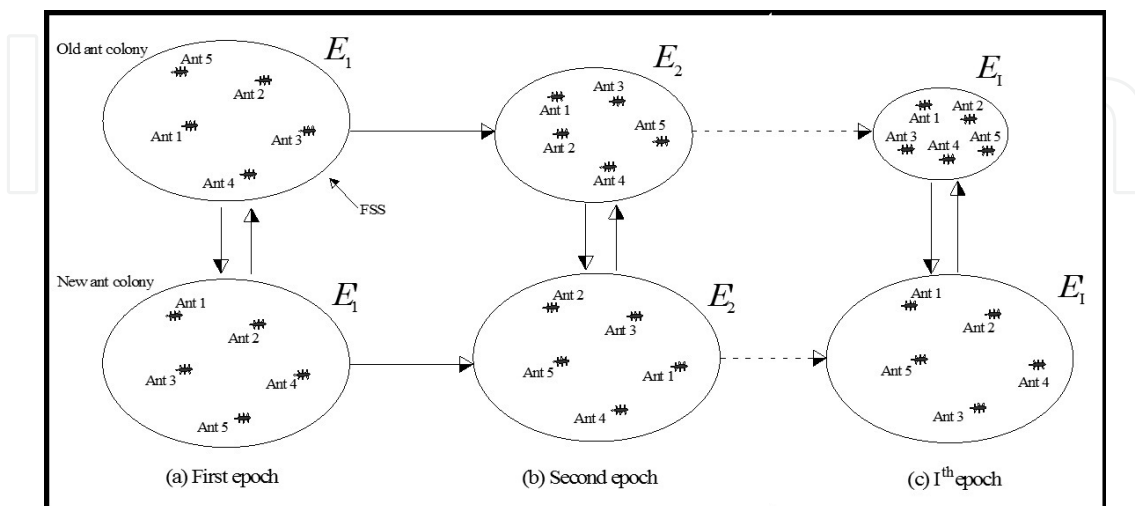 Old ant colony
E1
Ant 5
Ant 2
Ant 1
Ant 3
Ant 4
FSS
E2
Ant 3
Ant 1
Ant 5
Ant 2
Ant 4
EI
Ant 2
Ant 1
Ant 3
Ant 4
Ant 5
New ant colony
E1
Ant 1
Ant 2
Ant 3
Ant 4
Ant 5
E2
Ant 2
Ant 3
Ant 5
Ant 1
Ant 4
EI
Ant 1
Ant 2
Ant 5
Ant 4
Ant 3
(a) First epoch
(b) Second epoch
(c) Ith epoch